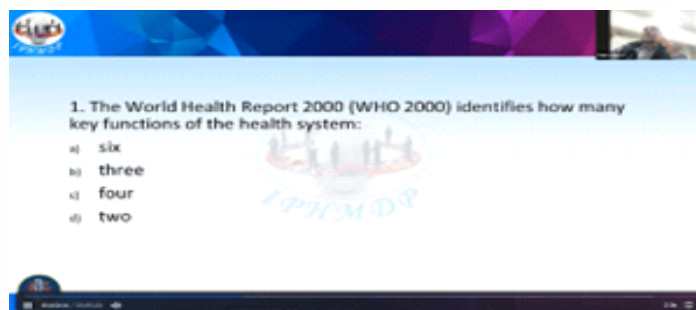 1. The World Health Report 2000 (WHO 2000) identifies how many
key functions of the health system:
a) six
b) three
c) four
d) two
IPHMDP